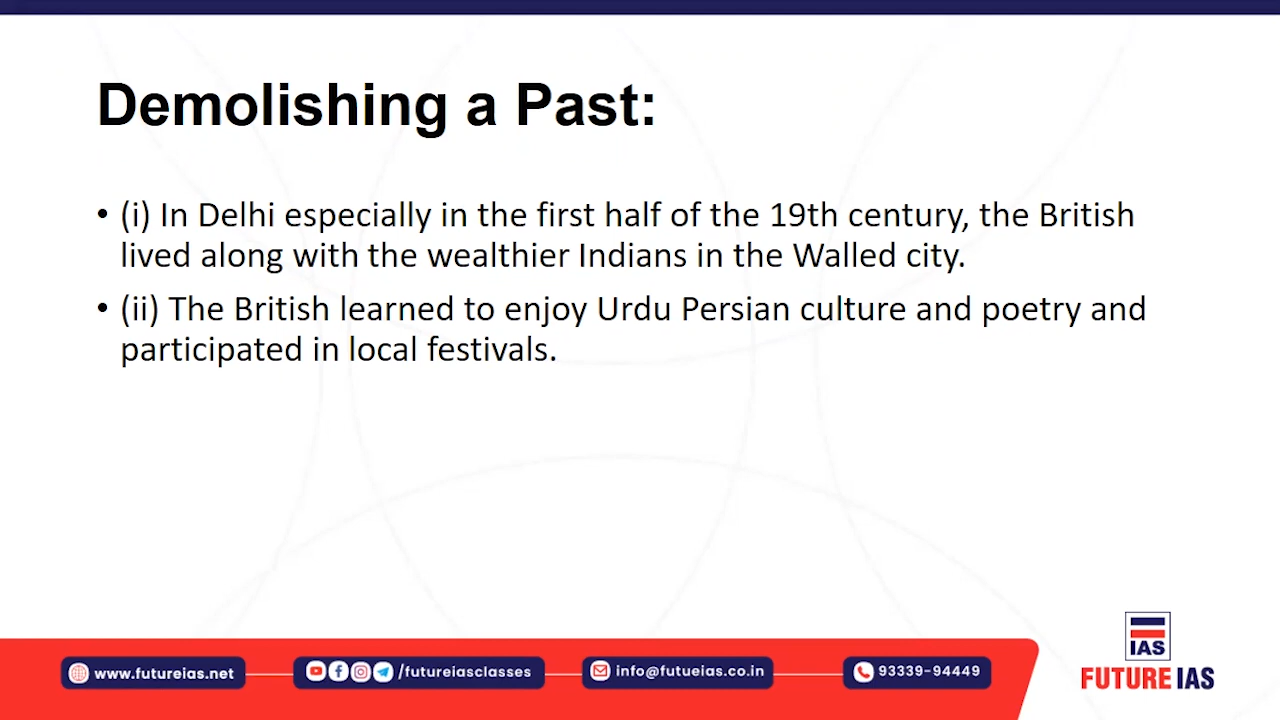 Demolishing a Past:
• (i) In Delhi especially in the first half of the 19th century, the British
lived along with the wealthier Indians in the Walled city.
• (ii) The British learned to enjoy Urdu Persian culture and poetry and
participated in local festivals.
IAS
FUTURE IAS
www.futureias.net
/futureiasclasses
info@futueias.co.in
93339-94449